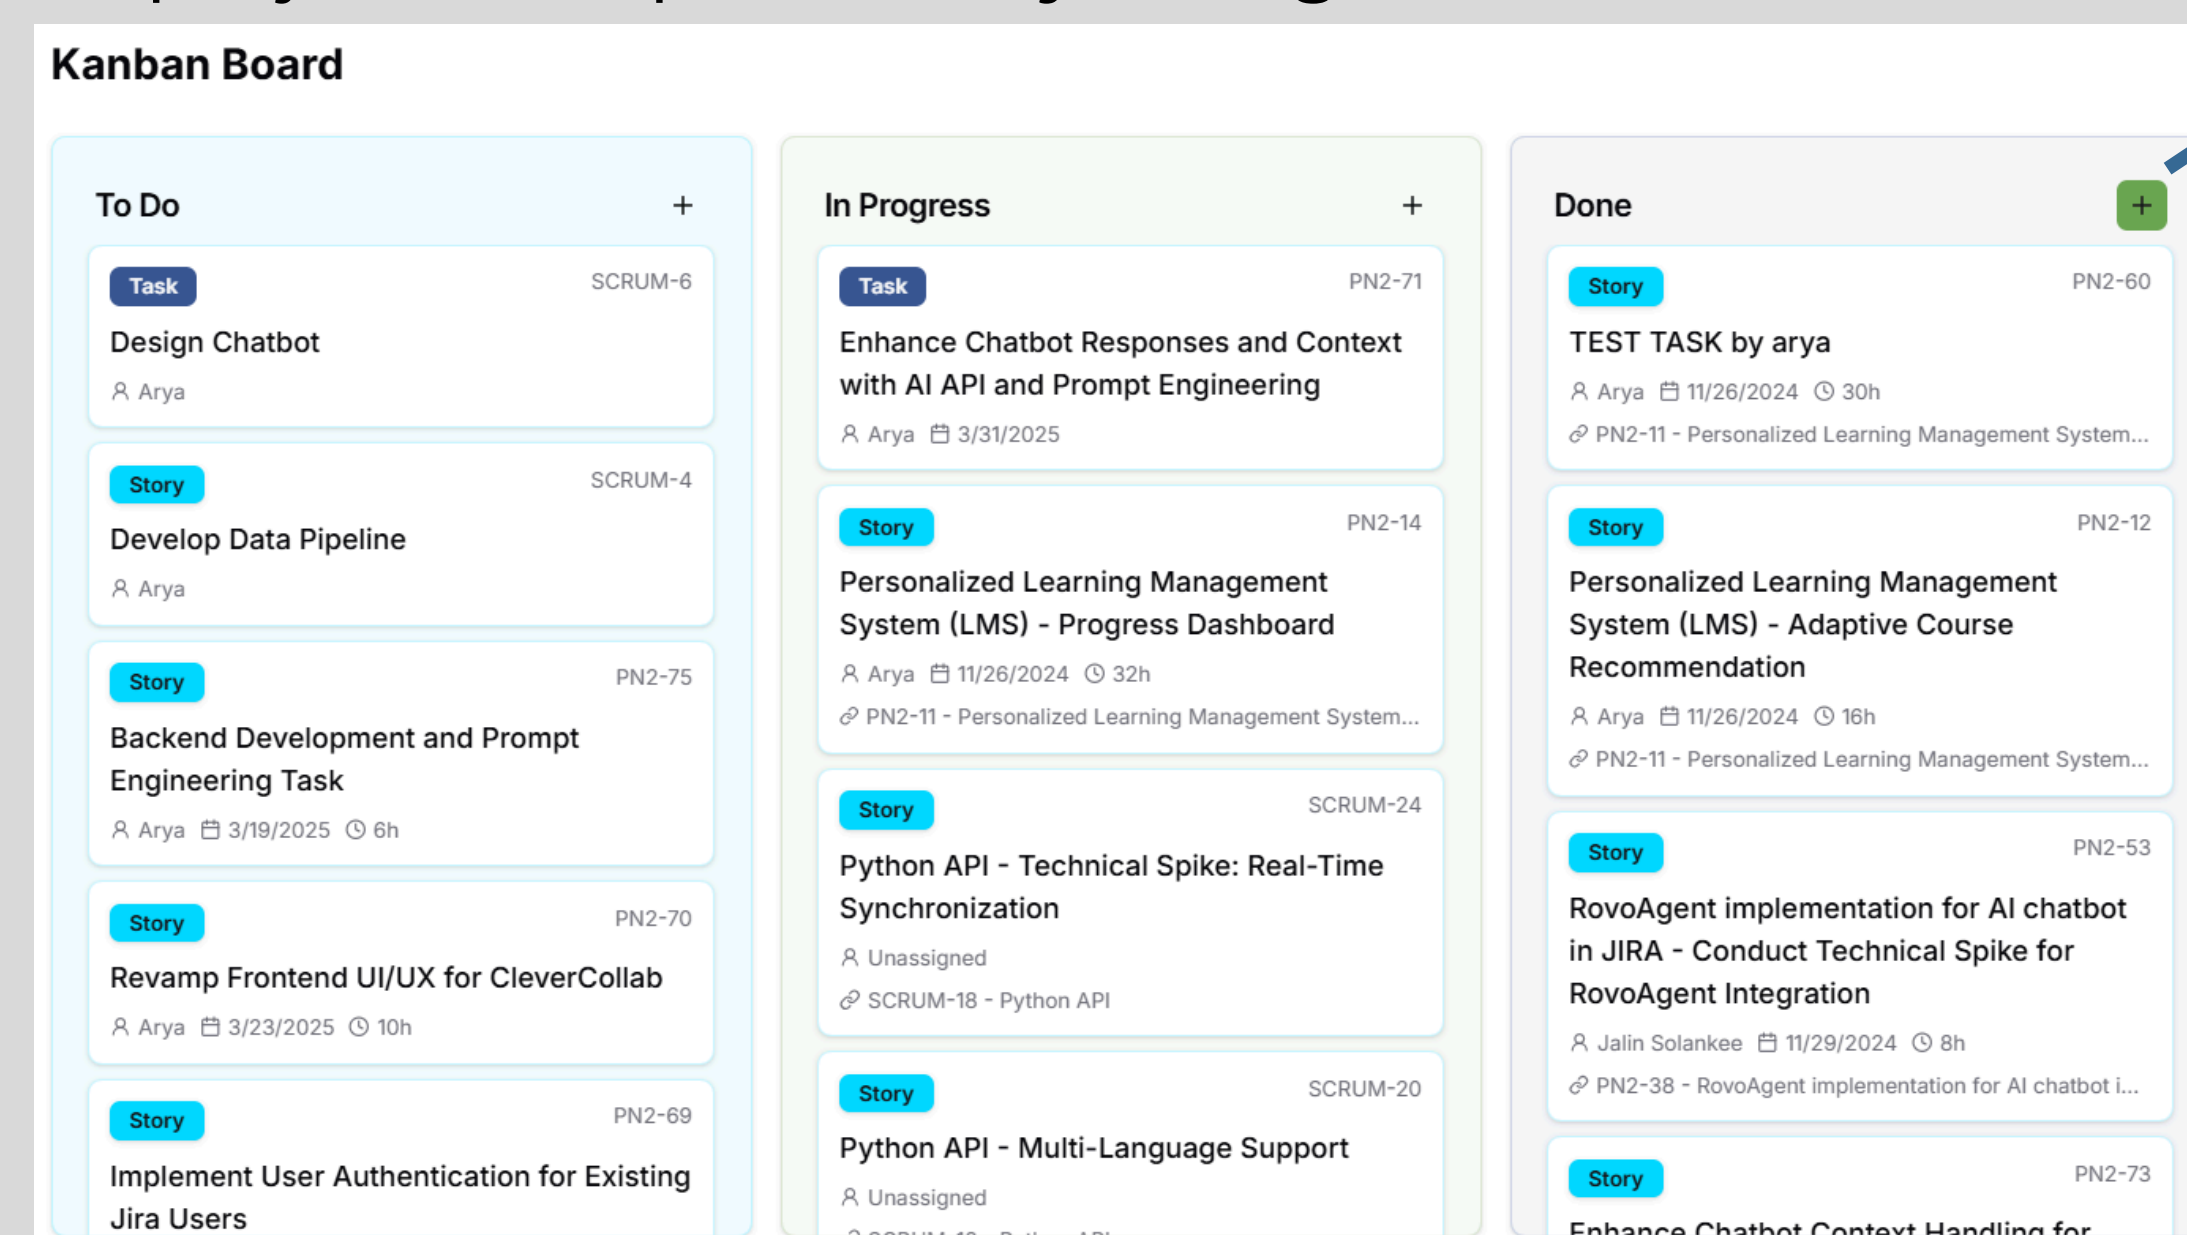 Kanban Board
To Do
+
Task
SCRUM-6
Design Chatbot
Arya
Story
SCRUM-4
Develop Data Pipeline
Arya
Story
PN2-75
Backend Development and Prompt
Engineering Task
Arya 3/19/2025 6h
Story
PN2-70
Revamp Frontend UI/UX for CleverCollab
Arya 3/23/2025 10h
Story
PN2-69
Implement User Authentication for Existing
Jira Users
In Progress
+
Task
PN2-71
Enhance Chatbot Responses and Context
with AI API and Prompt Engineering
Arya 3/31/2025
Story
PN2-14
Personalized Learning Management
System (LMS) - Progress Dashboard
Arya 11/26/2024 32h
PN2-11 - Personalized Learning Management System...
Story
SCRUM-24
Python API - Technical Spike: Real-Time
Synchronization
Unassigned
SCRUM-18 - Python API
Story
SCRUM-20
Python API - Multi-Language Support
Unassigned
Done
+
Story
PN2-60
TEST TASK by arya
Arya 11/26/2024 30h
PN2-11 - Personalized Learning Management System...
Story
PN2-12
Personalized Learning Management
System (LMS) - Adaptive Course
Recommendation
Arya 11/26/2024 16h
PN2-11 - Personalized Learning Management System...
Story
PN2-53
RovoAgent implementation for AI chatbot
in JIRA - Conduct Technical Spike for
RovoAgent Integration
Jalin Solankee 11/29/2024 8h
PN2-38 - RovoAgent implementation for AI chatbot i...
Story
PN2-73
Enhance Chatbot Context Handling for